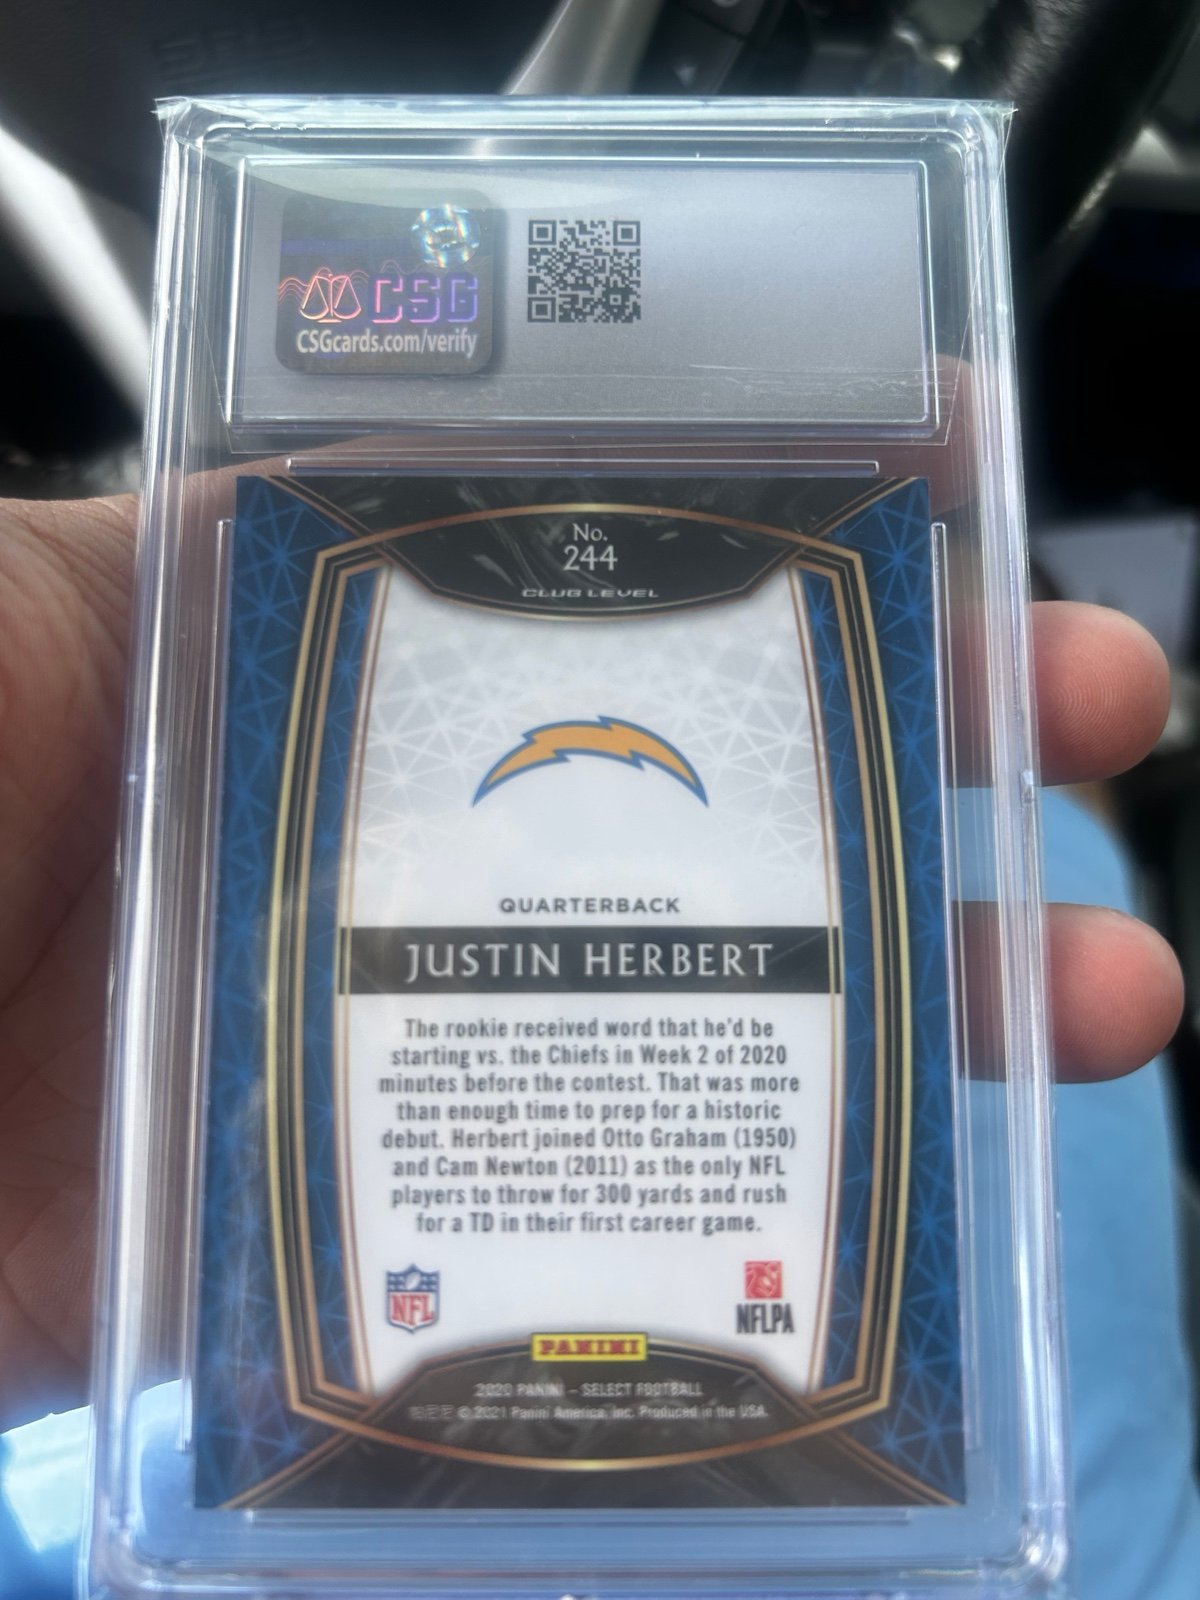 CSG
CSGcards.com/verify
No.
244
CLUB LEVEL
QUARTERBACK
JUSTIN HERBERT
The rookie received word that he'd be
starting vs. the Chiefs in Week 2 of 2020
minutes before the contest. That was more
than enough time to prep for a historic
debut. Herbert joined Otto Graham (1950)
and Cam Newton (2011) as the only NFL
players to throw for 300 yards and rush
for a TD in their first career game.
NFL
NFLPA
PANINI
2020 PANINI – SELECT FOOTBALL
© 2021 Panini America, Inc. Produced in the USA.